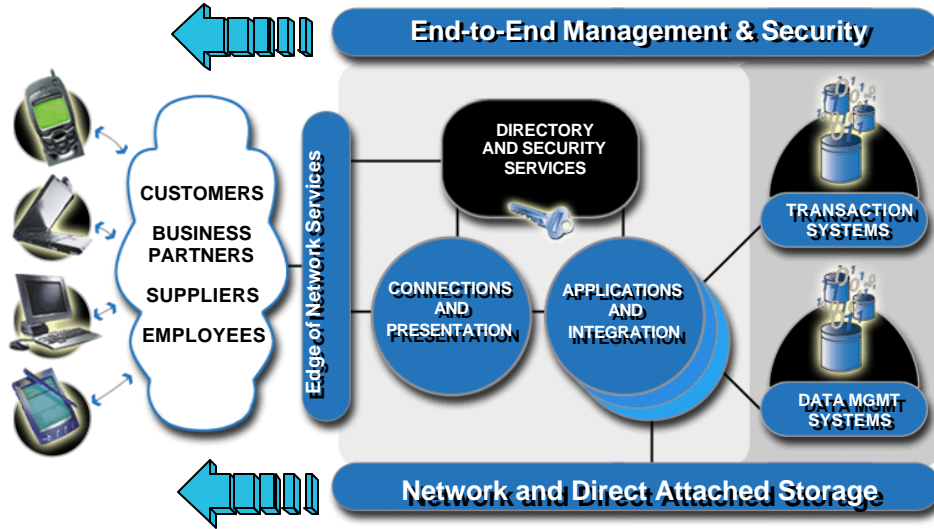 End-to-End Management & Security
CUSTOMERS
BUSINESS
PARTNERS
SUPPLIERS
EMPLOYEES
Edge of Network Services
DIRECTORY
AND SECURITY
SERVICES
CONNECTIONS
AND
PRESENTATION
APPLICATIONS
AND
INTEGRATION
TRANSACTION
SYSTEMS
DATA MGMT
SYSTEMS
Network and Direct Attached Storage